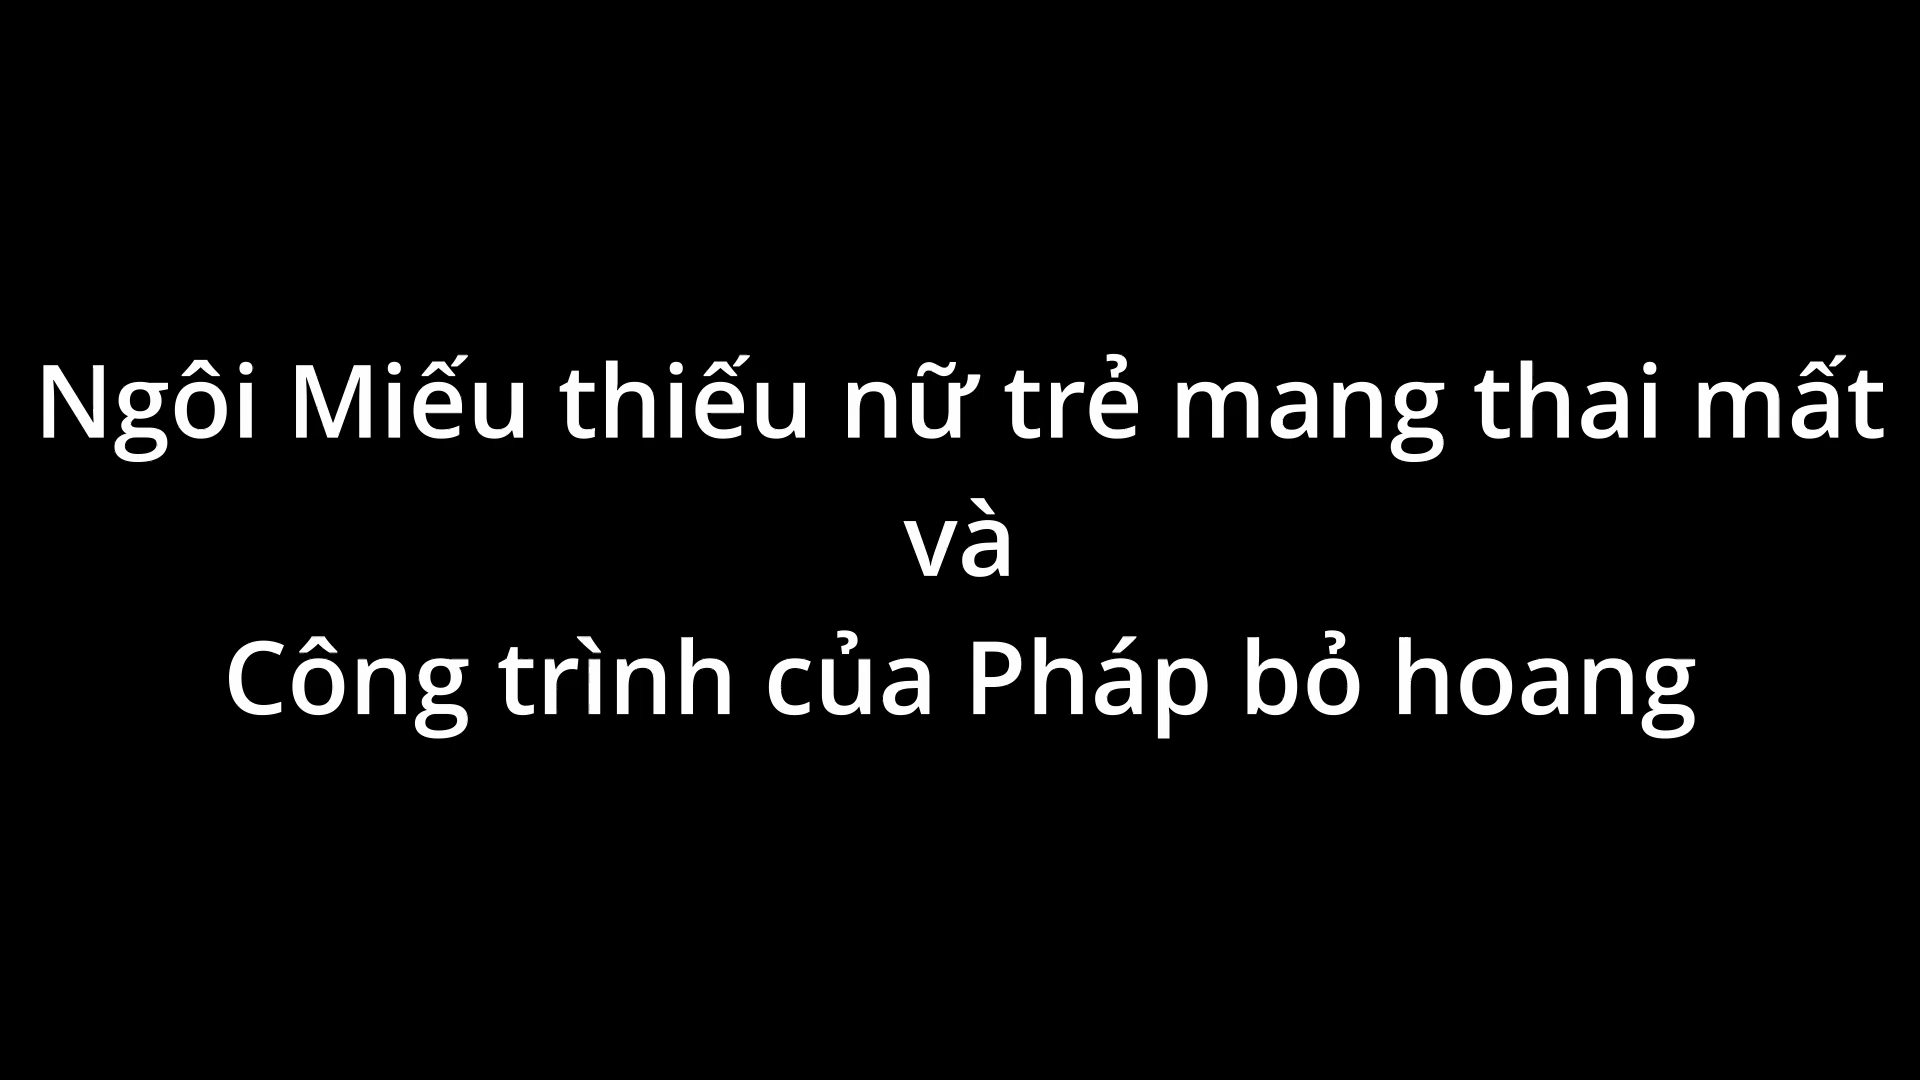 Ngôi Miếu thiếu nữ trẻ mang thai mất
và
Công trình của Pháp bỏ hoang